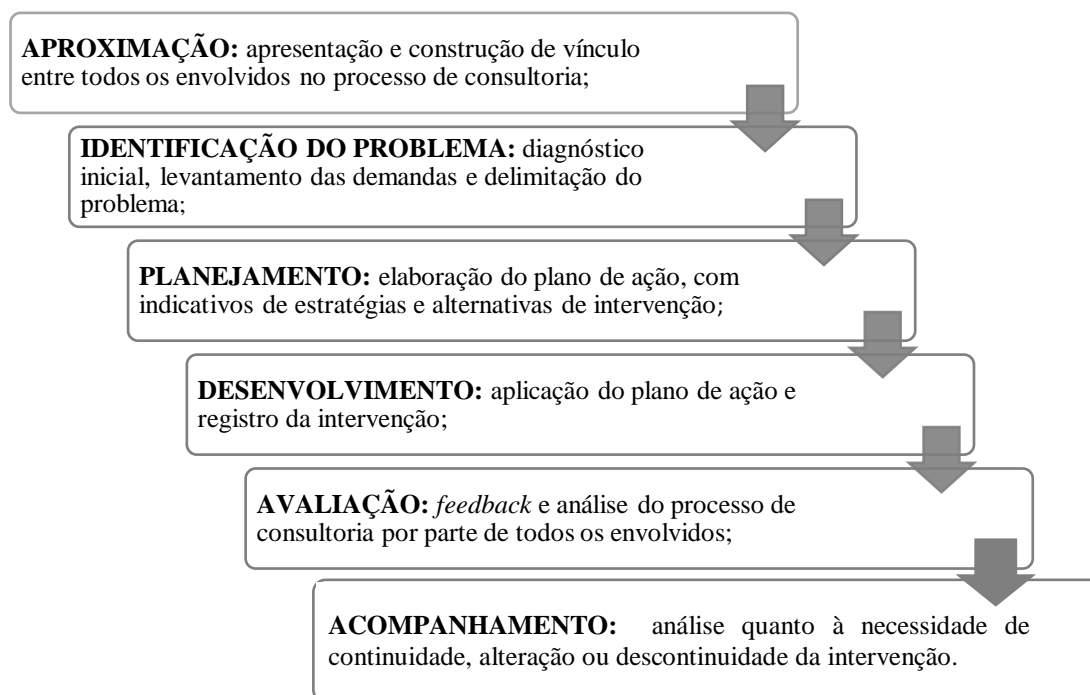 APROXIMAÇÃO: apresentação e construção de vínculo
entre todos os envolvidos no processo de consultoria;
IDENTIFICAÇÃO DO PROBLEMA: diagnóstico
inicial, levantamento das demandas e delimitação do
problema;
PLANEJAMENTO: elaboração do plano de ação, com
indicativos de estratégias e alternativas de intervenção;
DESENVOLVIMENTO: aplicação do plano de ação e
registro da intervenção;
AVALIAÇÃO: feedback e análise do processo de
consultoria por parte de todos os envolvidos;
ACOMPANHAMENTO: análise quanto à necessidade de
continuidade, alteração ou descontinuidade da intervenção.